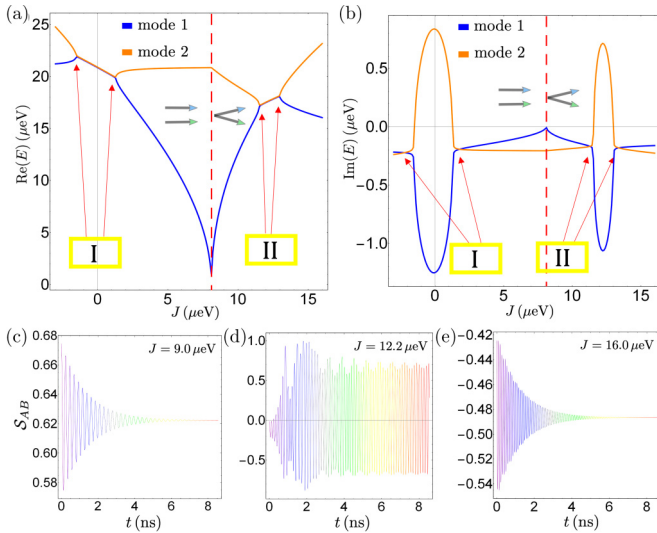 (a)
mode 1
mode 2
Re(E) (μeV)
25
20
15
10
5
0
I
II
0
5
10
15
J (μeV)
(b)
mode 1
mode 2
Im(E) (μeV)
0.5
0.0
−0.5
−1.0
I
II
0
5
10
15
J (μeV)
(c)
J = 9.0 μeV
S_AB
0.68
0.66
0.64
0.62
0.60
0.58
0 2 4 6 8
t (ns)
(d)
J = 12.2 μeV
1.0
0.5
0.0
-0.5
0 2 4 6 8
t (ns)
(e)
J = 16.0 μeV
−0.42
−0.44
−0.46
−0.48
−0.50
−0.52
−0.54
0 2 4 6 8
t (ns)